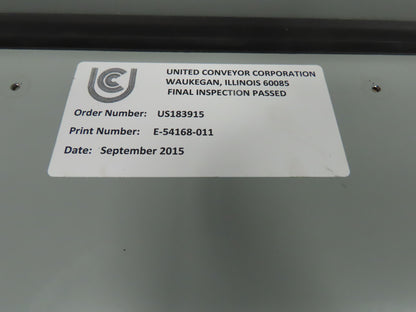 UCC
UNITED CONVEYOR CORPORATION
WAUKEGAN, ILLINOIS 60085
FINAL INSPECTION PASSED
Order Number: US183915
Print Number: E-54168-011
Date: September 2015